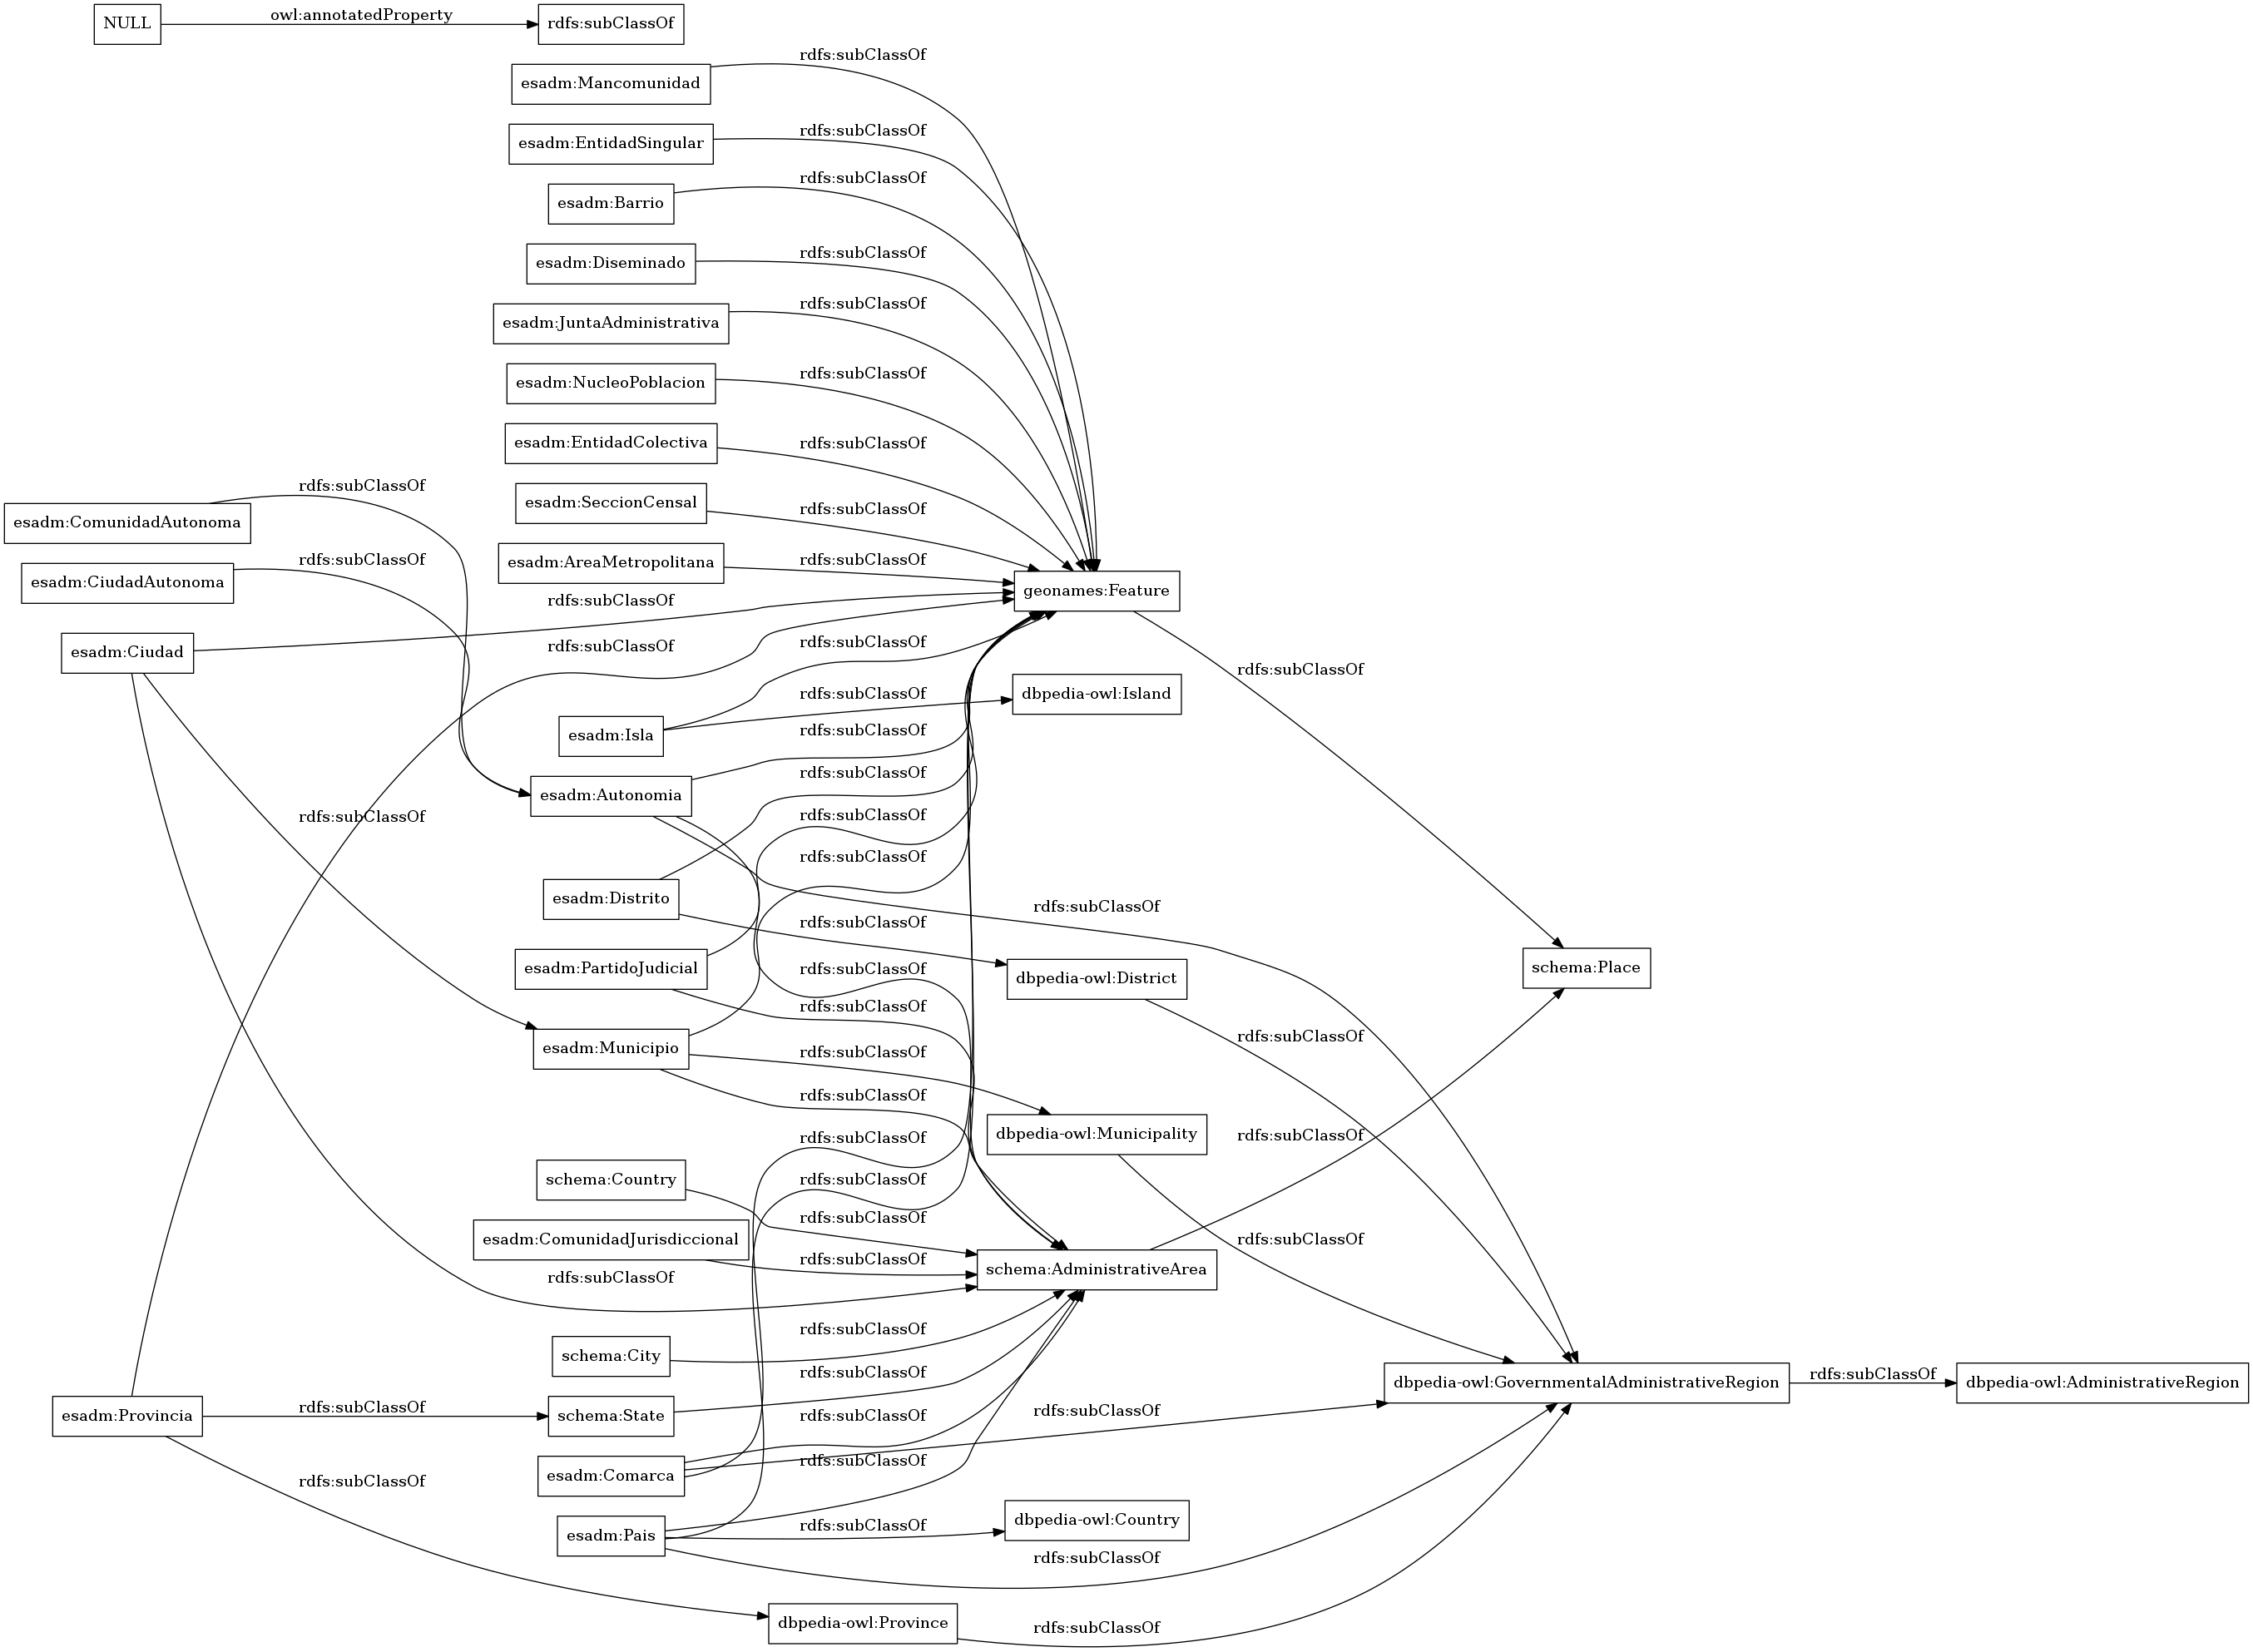 NULL
owl:annotatedProperty
rdfs:subClassOf
rdfs:subClassOf
esadm:Mancomunidad
rdfs:subClassOf
esadm:EntidadSingular
rdfs:subClassOf
esadm:Barrio
rdfs:subClassOf
esadm:Diseminado
rdfs:subClassOf
esadm:JuntaAdministrativa
rdfs:subClassOf
esadm:NucleoPoblacion
rdfs:subClassOf
esadm:EntidadColectiva
rdfs:subClassOf
rdfs:subClassOf
esadm:SeccionCensal
rdfs:subClassOf
esadm:ComunidadAutonoma
rdfs:subClassOf
rdfs:subClassOf
esadm:AreaMetropolitana
esadm:CiudadAutonoma
geonames:Feature
rdfs:subClassOf
rdfs:subClassOf
rdfs:subClassOf
esadm:Ciudad
rdfs:subClassOf
rdfs:subClassOf
dbpedia-owl:Island
rdfs:subClassOf
esadm:Isla
rdfs:subClassOf
esadm:Autonomia
rdfs:subClassOf
rdfs:subClassOf
rdfs:subClassOf
esadm:Distrito
rdfs:subClassOf
rdfs:subClassOf
esadm:PartidoJudicial
rdfs:subClassOf
schema:Place
dbpedia-owl:District
rdfs:subClassOf
rdfs:subClassOf
esadm:Municipio
rdfs:subClassOf
rdfs:subClassOf
dbpedia-owl:Municipality
rdfs:subClassOf
rdfs:subClassOf
schema:Country
rdfs:subClassOf
rdfs:subClassOf
esadm:ComunidadJurisdiccional
rdfs:subClassOf
rdfs:subClassOf
schema:AdministrativeArea
rdfs:subClassOf
rdfs:subClassOf
schema:City
rdfs:subClassOf
rdfs:subClassOf
dbpedia-owl:GovernmentalAdministrativeRegion
dbpedia-owl:AdministrativeRegion
rdfs:subClassOf
rdfs:subClassOf
esadm:Provincia
schema:State
rdfs:subClassOf
rdfs:subClassOf
esadm:Comarca
rdfs:subClassOf
dbpedia-owl:Country
rdfs:subClassOf
esadm:Pais
rdfs:subClassOf
dbpedia-owl:Province
rdfs:subClassOf